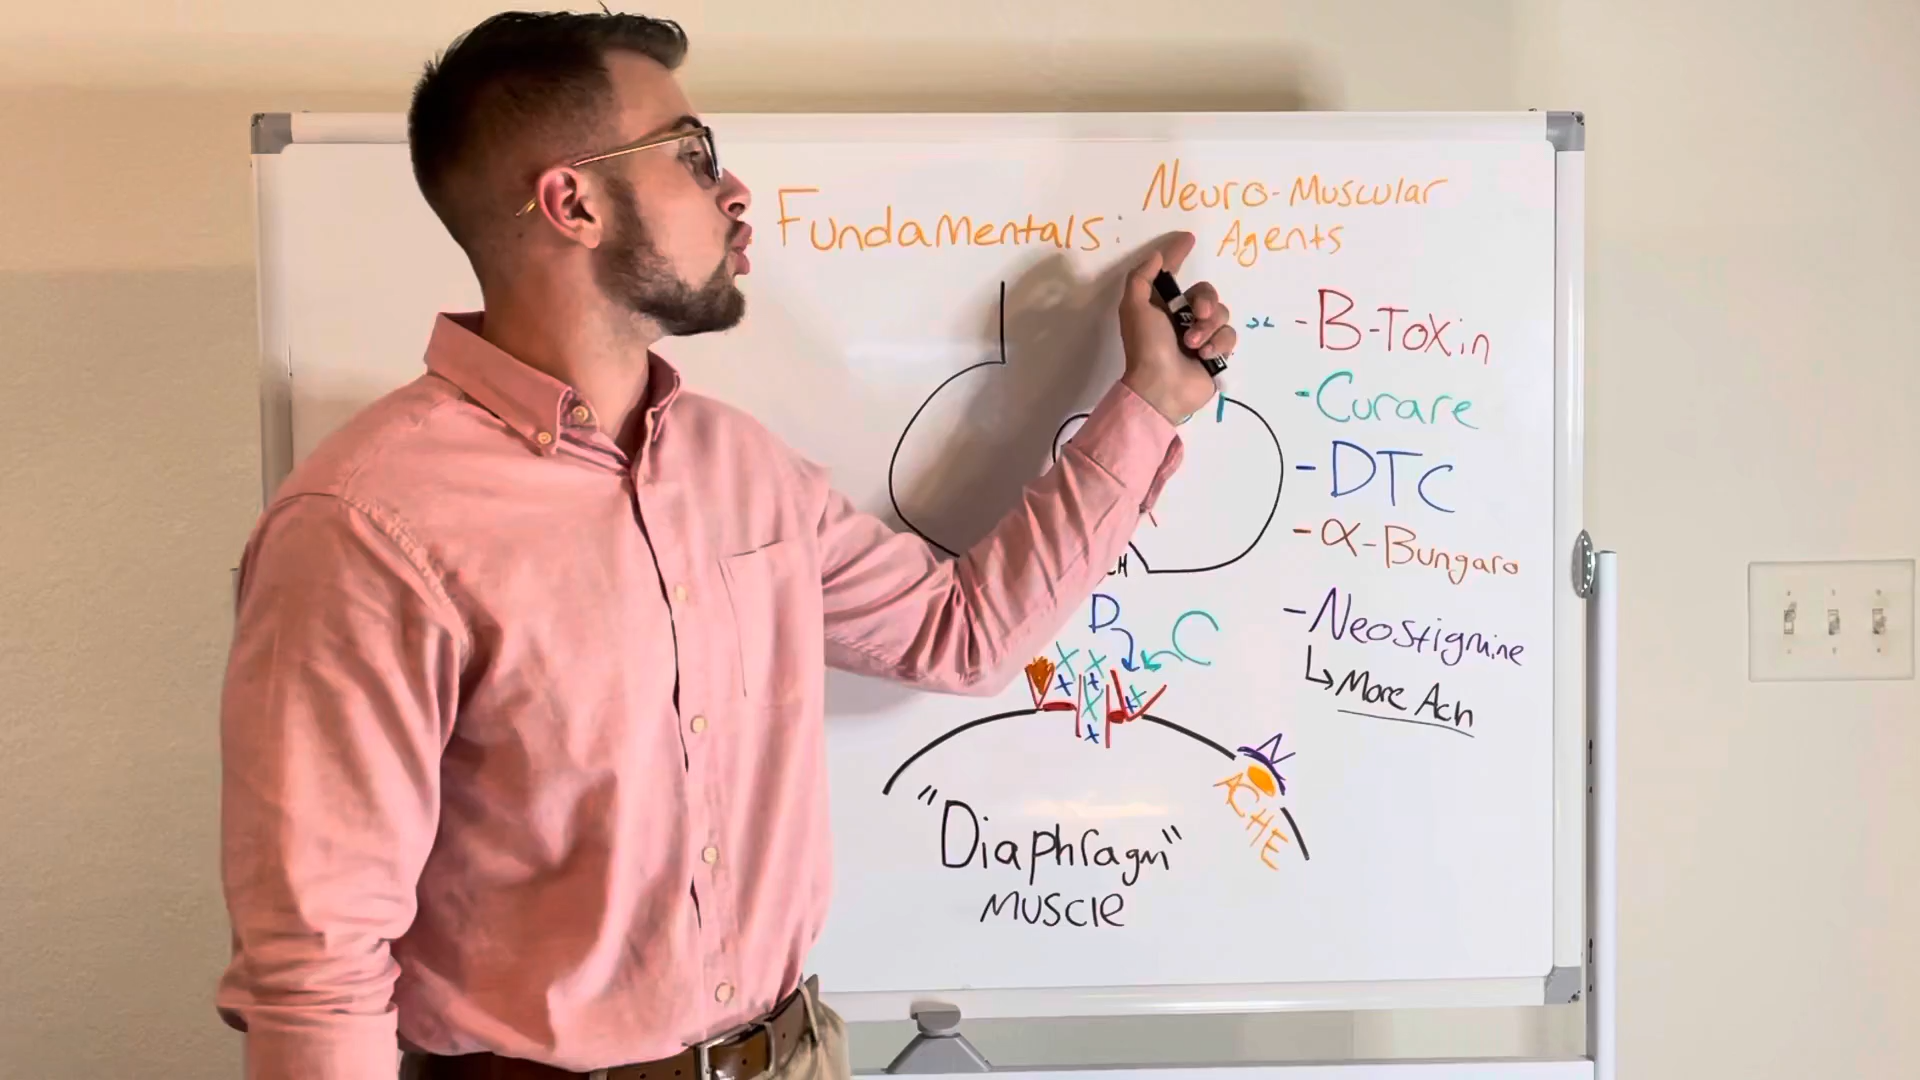 Fundamentals: Neuro-Muscular
Agents
-B-Toxin
-Curare
-DTC
-α-Bungaro
-Neostigmine
↳More Ach
D
C
N
ACHE
"Diaphragm"
Muscle